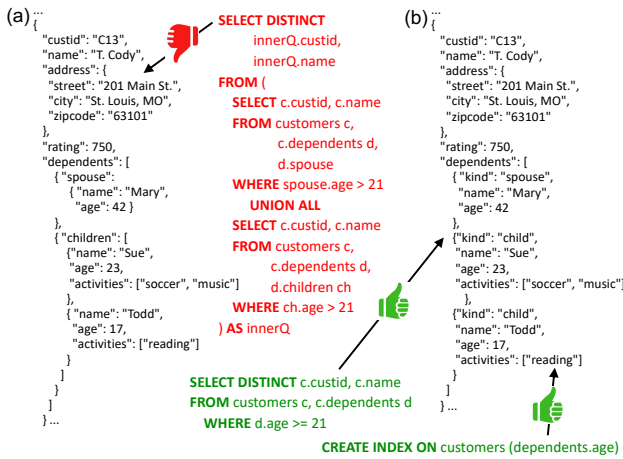 (a)
...
{
"custid": "C13",
"name": "T. Cody",
"address": {
"street": "201 Main St.",
"city": "St. Louis, MO",
"zipcode": "63101"
},
"rating": 750,
"dependents": [
{ "spouse":
{ "name": "Mary",
"age": 42 }
},
{ "children": [
{"name": "Sue",
"age": 23,
"activities": ["soccer", "music"]
},
{ "name": "Todd",
"age": 17,
"activities": ["reading"]
}
]
}
]
} ...
SELECT DISTINCT
innerQ.custid,
innerQ.name
FROM (
SELECT c.custid, c.name
FROM customers c,
c.dependents d,
d.spouse
WHERE spouse.age > 21
UNION ALL
SELECT c.custid, c.name
FROM customers c,
c.dependents d,
d.children ch
WHERE ch.age > 21
) AS innerQ
SELECT DISTINCT c.custid, c.name
FROM customers c, c.dependents d
WHERE d.age >= 21
(b)
...
{
"custid": "C13",
"name": "T. Cody",
"address": {
"street": "201 Main St.",
"city": "St. Louis, MO",
"zipcode": "63101"
},
"rating": 750,
"dependents": [
{ "kind": "spouse",
"name": "Mary",
"age": 42
},
{"kind": "child",
"name": "Sue",
"age": 23,
"activities": ["soccer", "music"]
},
{"kind": "child",
"name": "Todd",
"age": 17,
"activities": ["reading"]
}
]
} ...
CREATE INDEX ON customers (dependents.age)